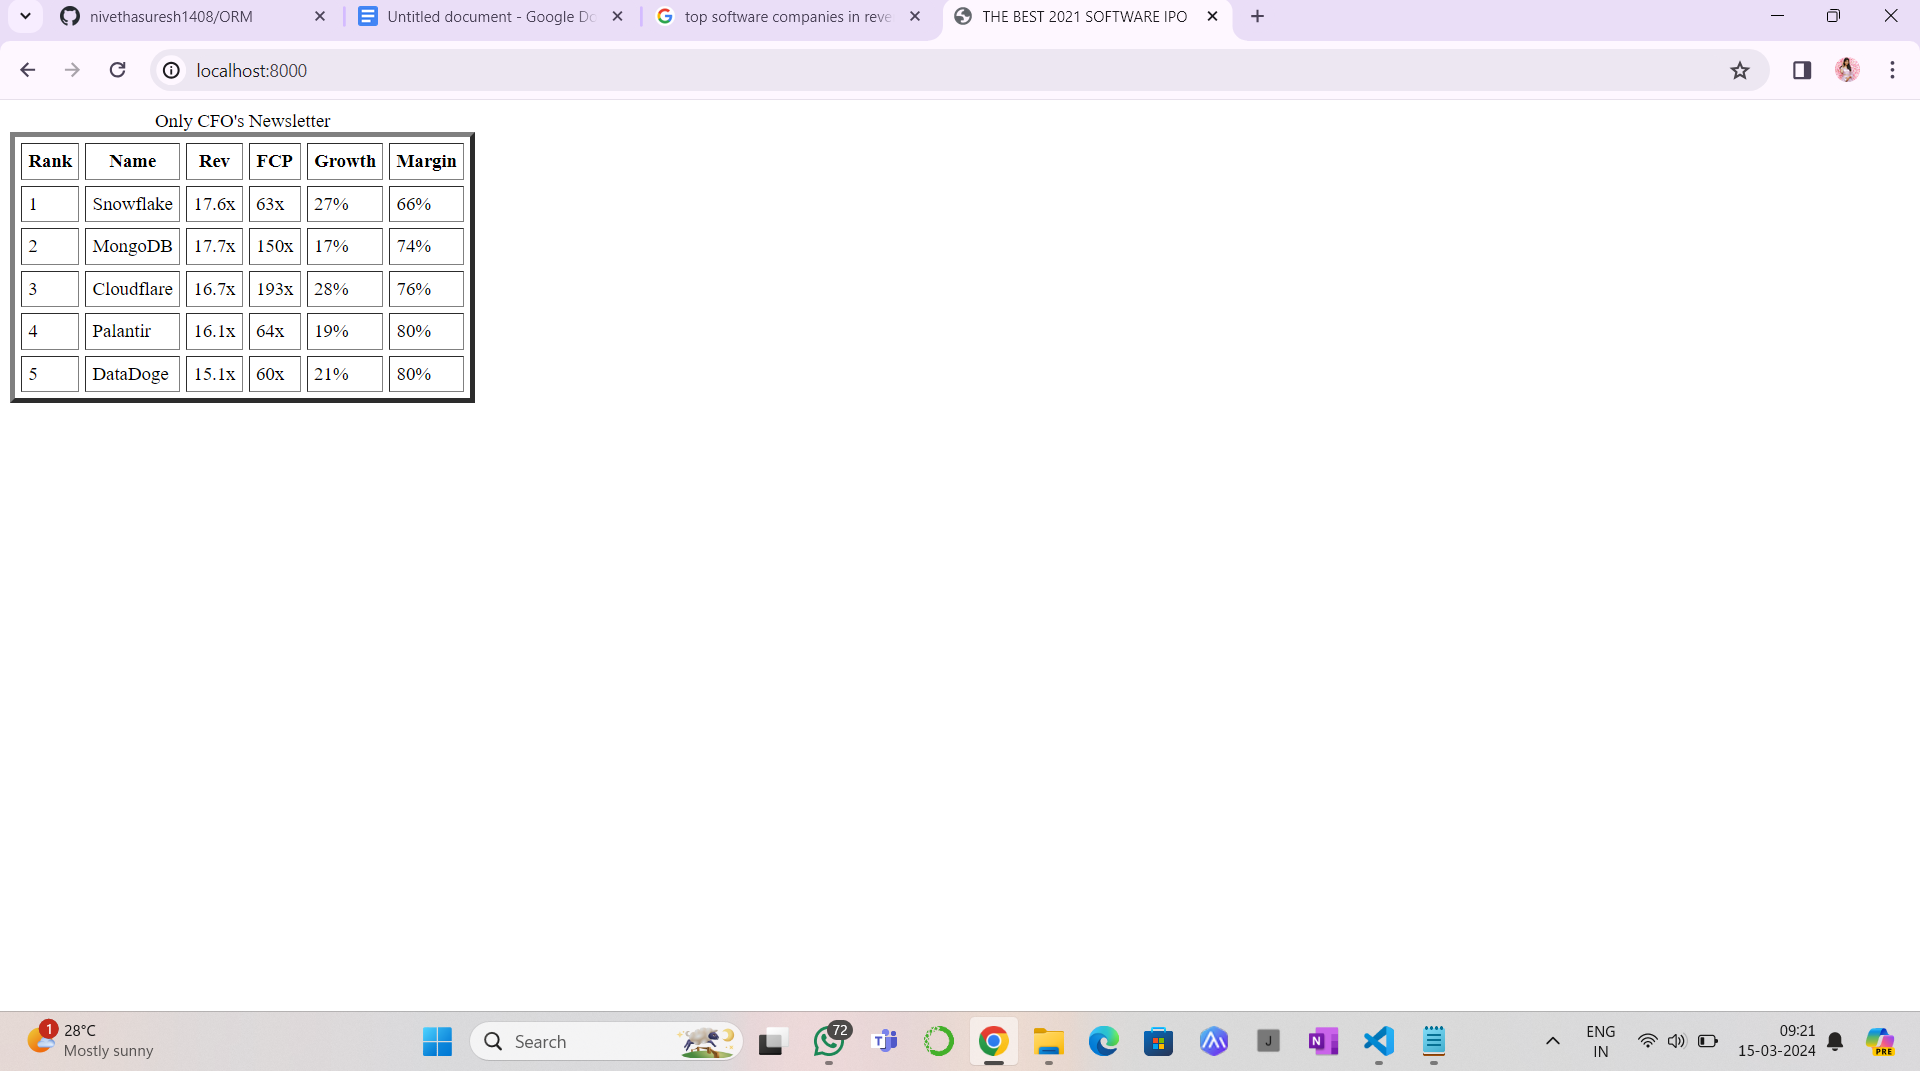 nivethasuresh1408/ORM
Untitled document - Google Do
top software companies in reve
THE BEST 2021 SOFTWARE IPO
localhost:8000
Only CFO's Newsletter
Rank Name Rev FCP Growth Margin
1 Snowflake 17.6x 63x 27% 66%
2 MongoDB 17.7x 150x 17% 74%
3 Cloudflare 16.7x 193x 28% 76%
4 Palantir 16.1x 64x 19% 80%
5 DataDoge 15.1x 60x 21% 80%
1
28°C
Mostly sunny
Search
72
T
J
N
ENG
IN
09:21
15-03-2024
PRE